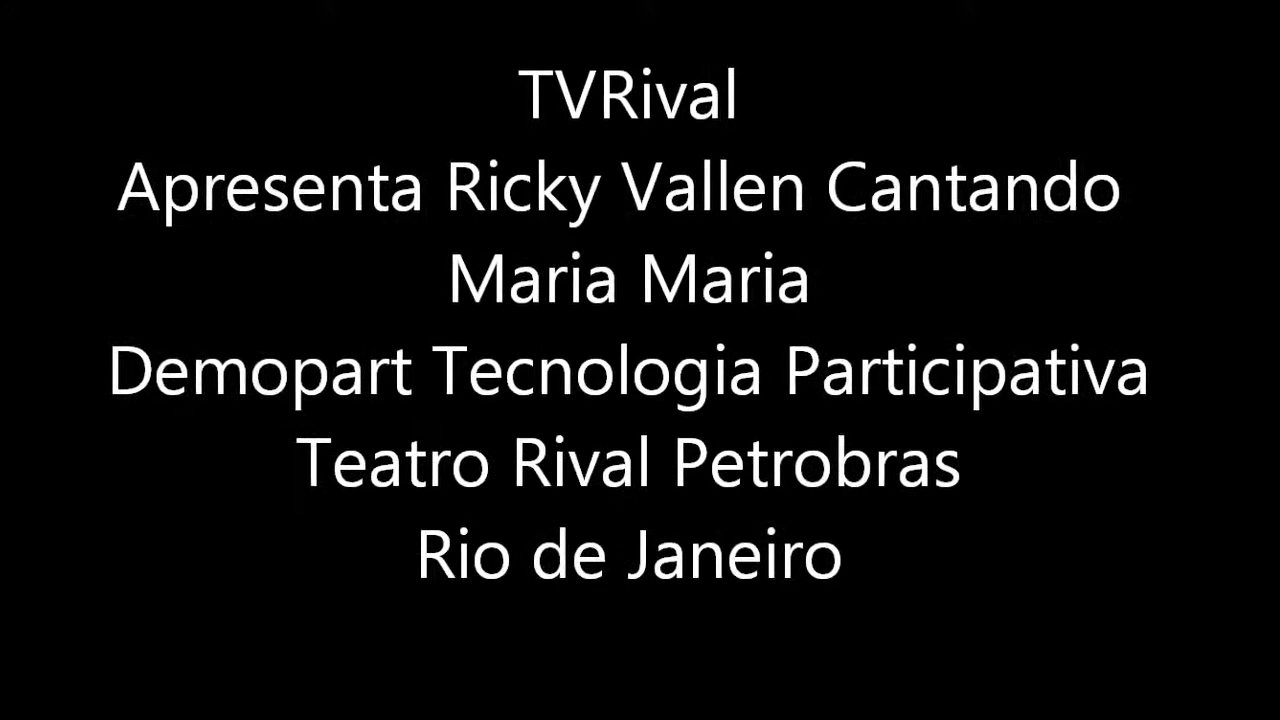 TVRival
Apresenta Ricky Vallen Cantando
Maria Maria
Demopart Tecnologia Participativa
Teatro Rival Petrobras
Rio de Janeiro